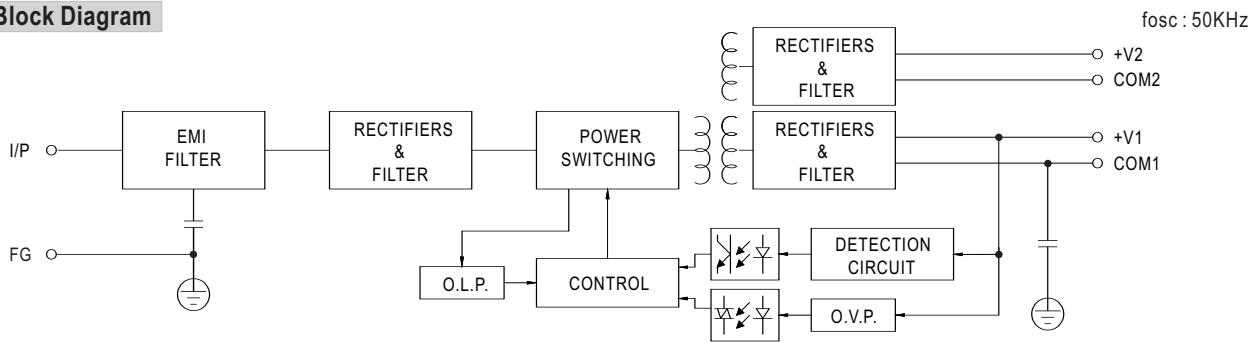 Block Diagram
fosc : 50KHz
I/P
EMI
FILTER
RECTIFIERS
&
FILTER
POWER
SWITCHING
RECTIFIERS
&
FILTER
+V2
COM2
RECTIFIERS
&
FILTER
+V1
COM1
FG
O.L.P.
CONTROL
DETECTION
CIRCUIT
O.V.P.